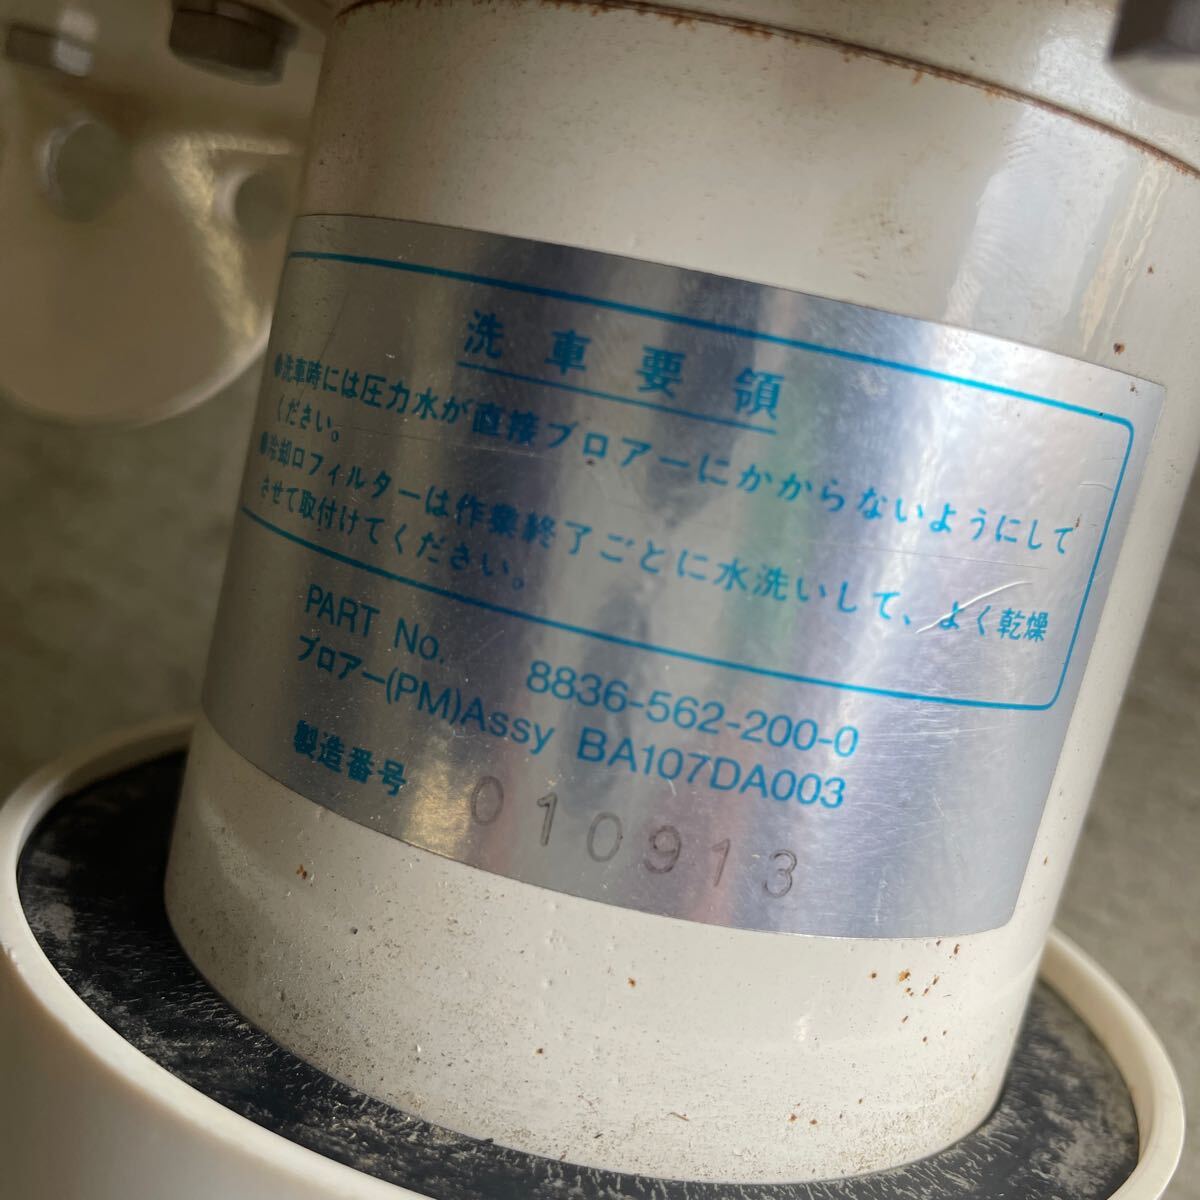 洗車要領
●洗車時には圧力水が直接ブロアーにかからないようにして
ください。
●冷却口フィルターは作業終了ごとに水洗いして、よく乾燥
させて取付けてください。
PART No. 8836-562-200-0
ブロアー(PM)Assy BA107DA003
製造番号 010913